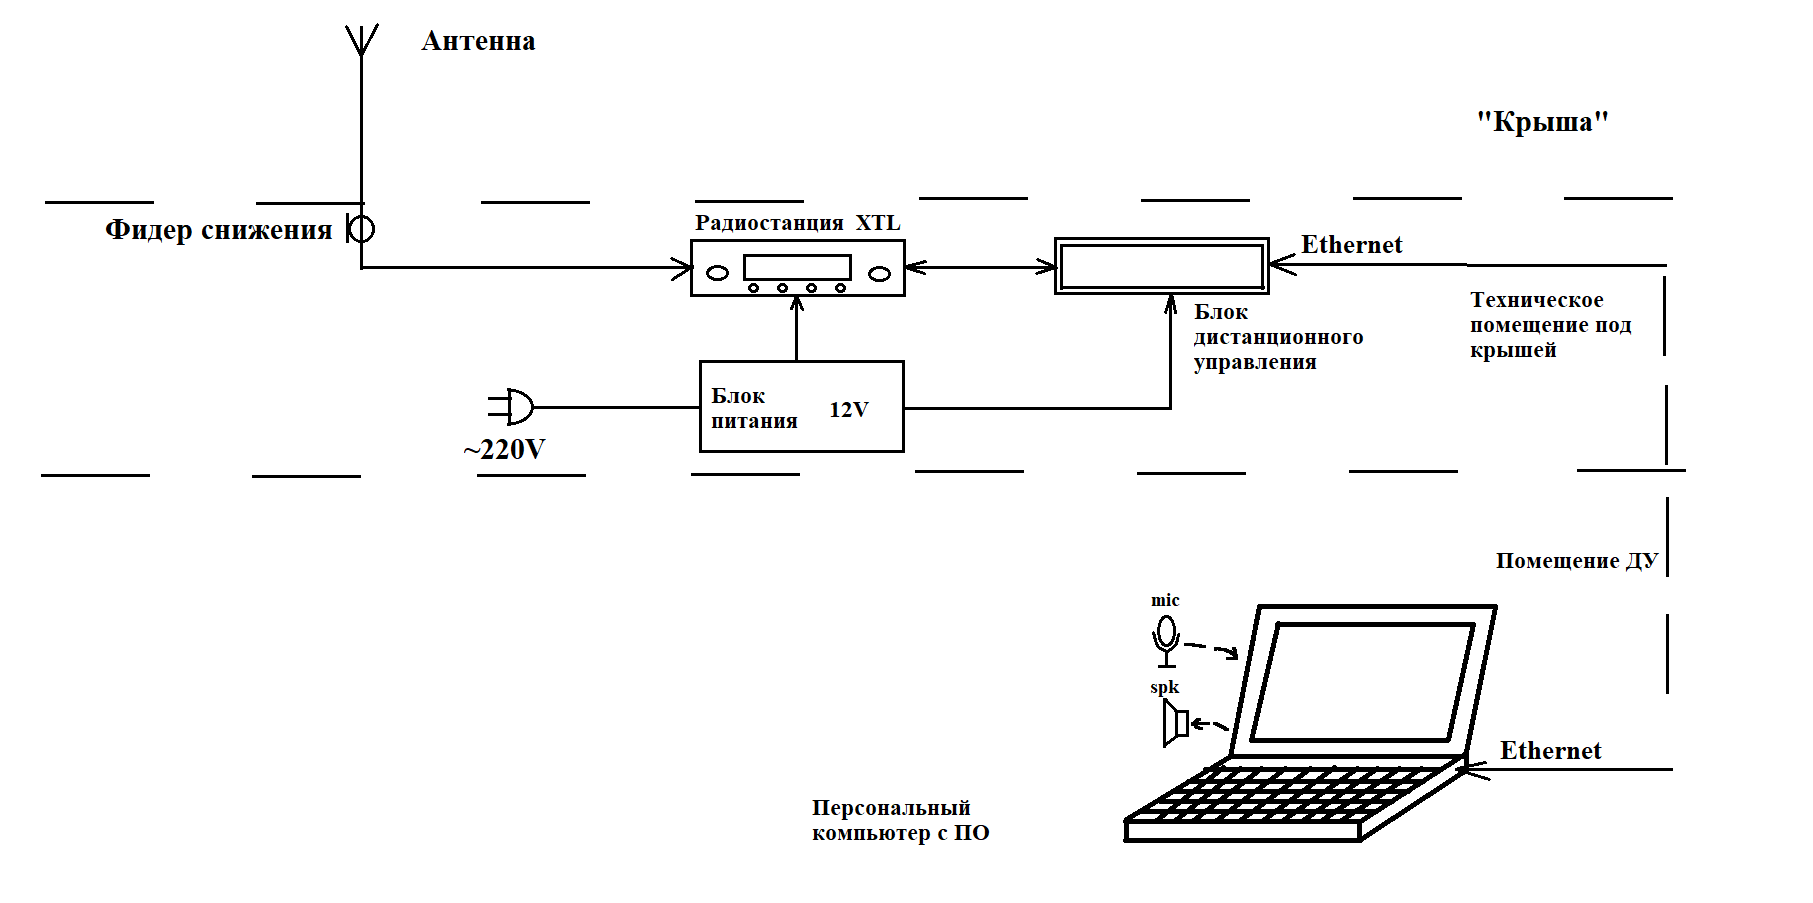 Антенна
"Крыша"
Фидер снижения
Радиостанция XTL
Ethernet
Блок
дистанционного
управления
Техническое
помещение под
крышей
Блок
питания 12V
~220V
Помещение ДУ
mic
spk
Ethernet
Персональный
компьютер с ПО